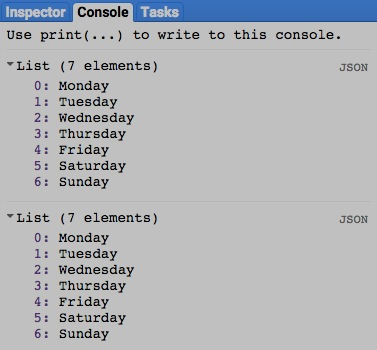 Inspector Console Tasks
Use print(...) to write to this console.
List (7 elements) JSON
0: Monday
1: Tuesday
2: Wednesday
3: Thursday
4: Friday
5: Saturday
6: Sunday
List (7 elements) JSON
0: Monday
1: Tuesday
2: Wednesday
3: Thursday
4: Friday
5: Saturday
6: Sunday